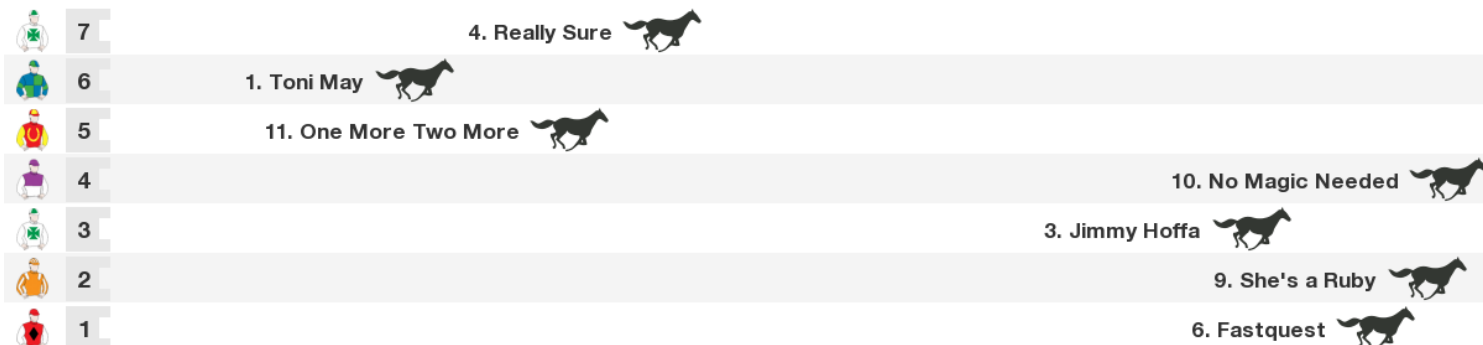 7 4. Really Sure
6 1. Toni May
5 11. One More Two More
4 10. No Magic Needed
3 3. Jimmy Hoffa
2 9. She's a Ruby
1 6. Fastquest